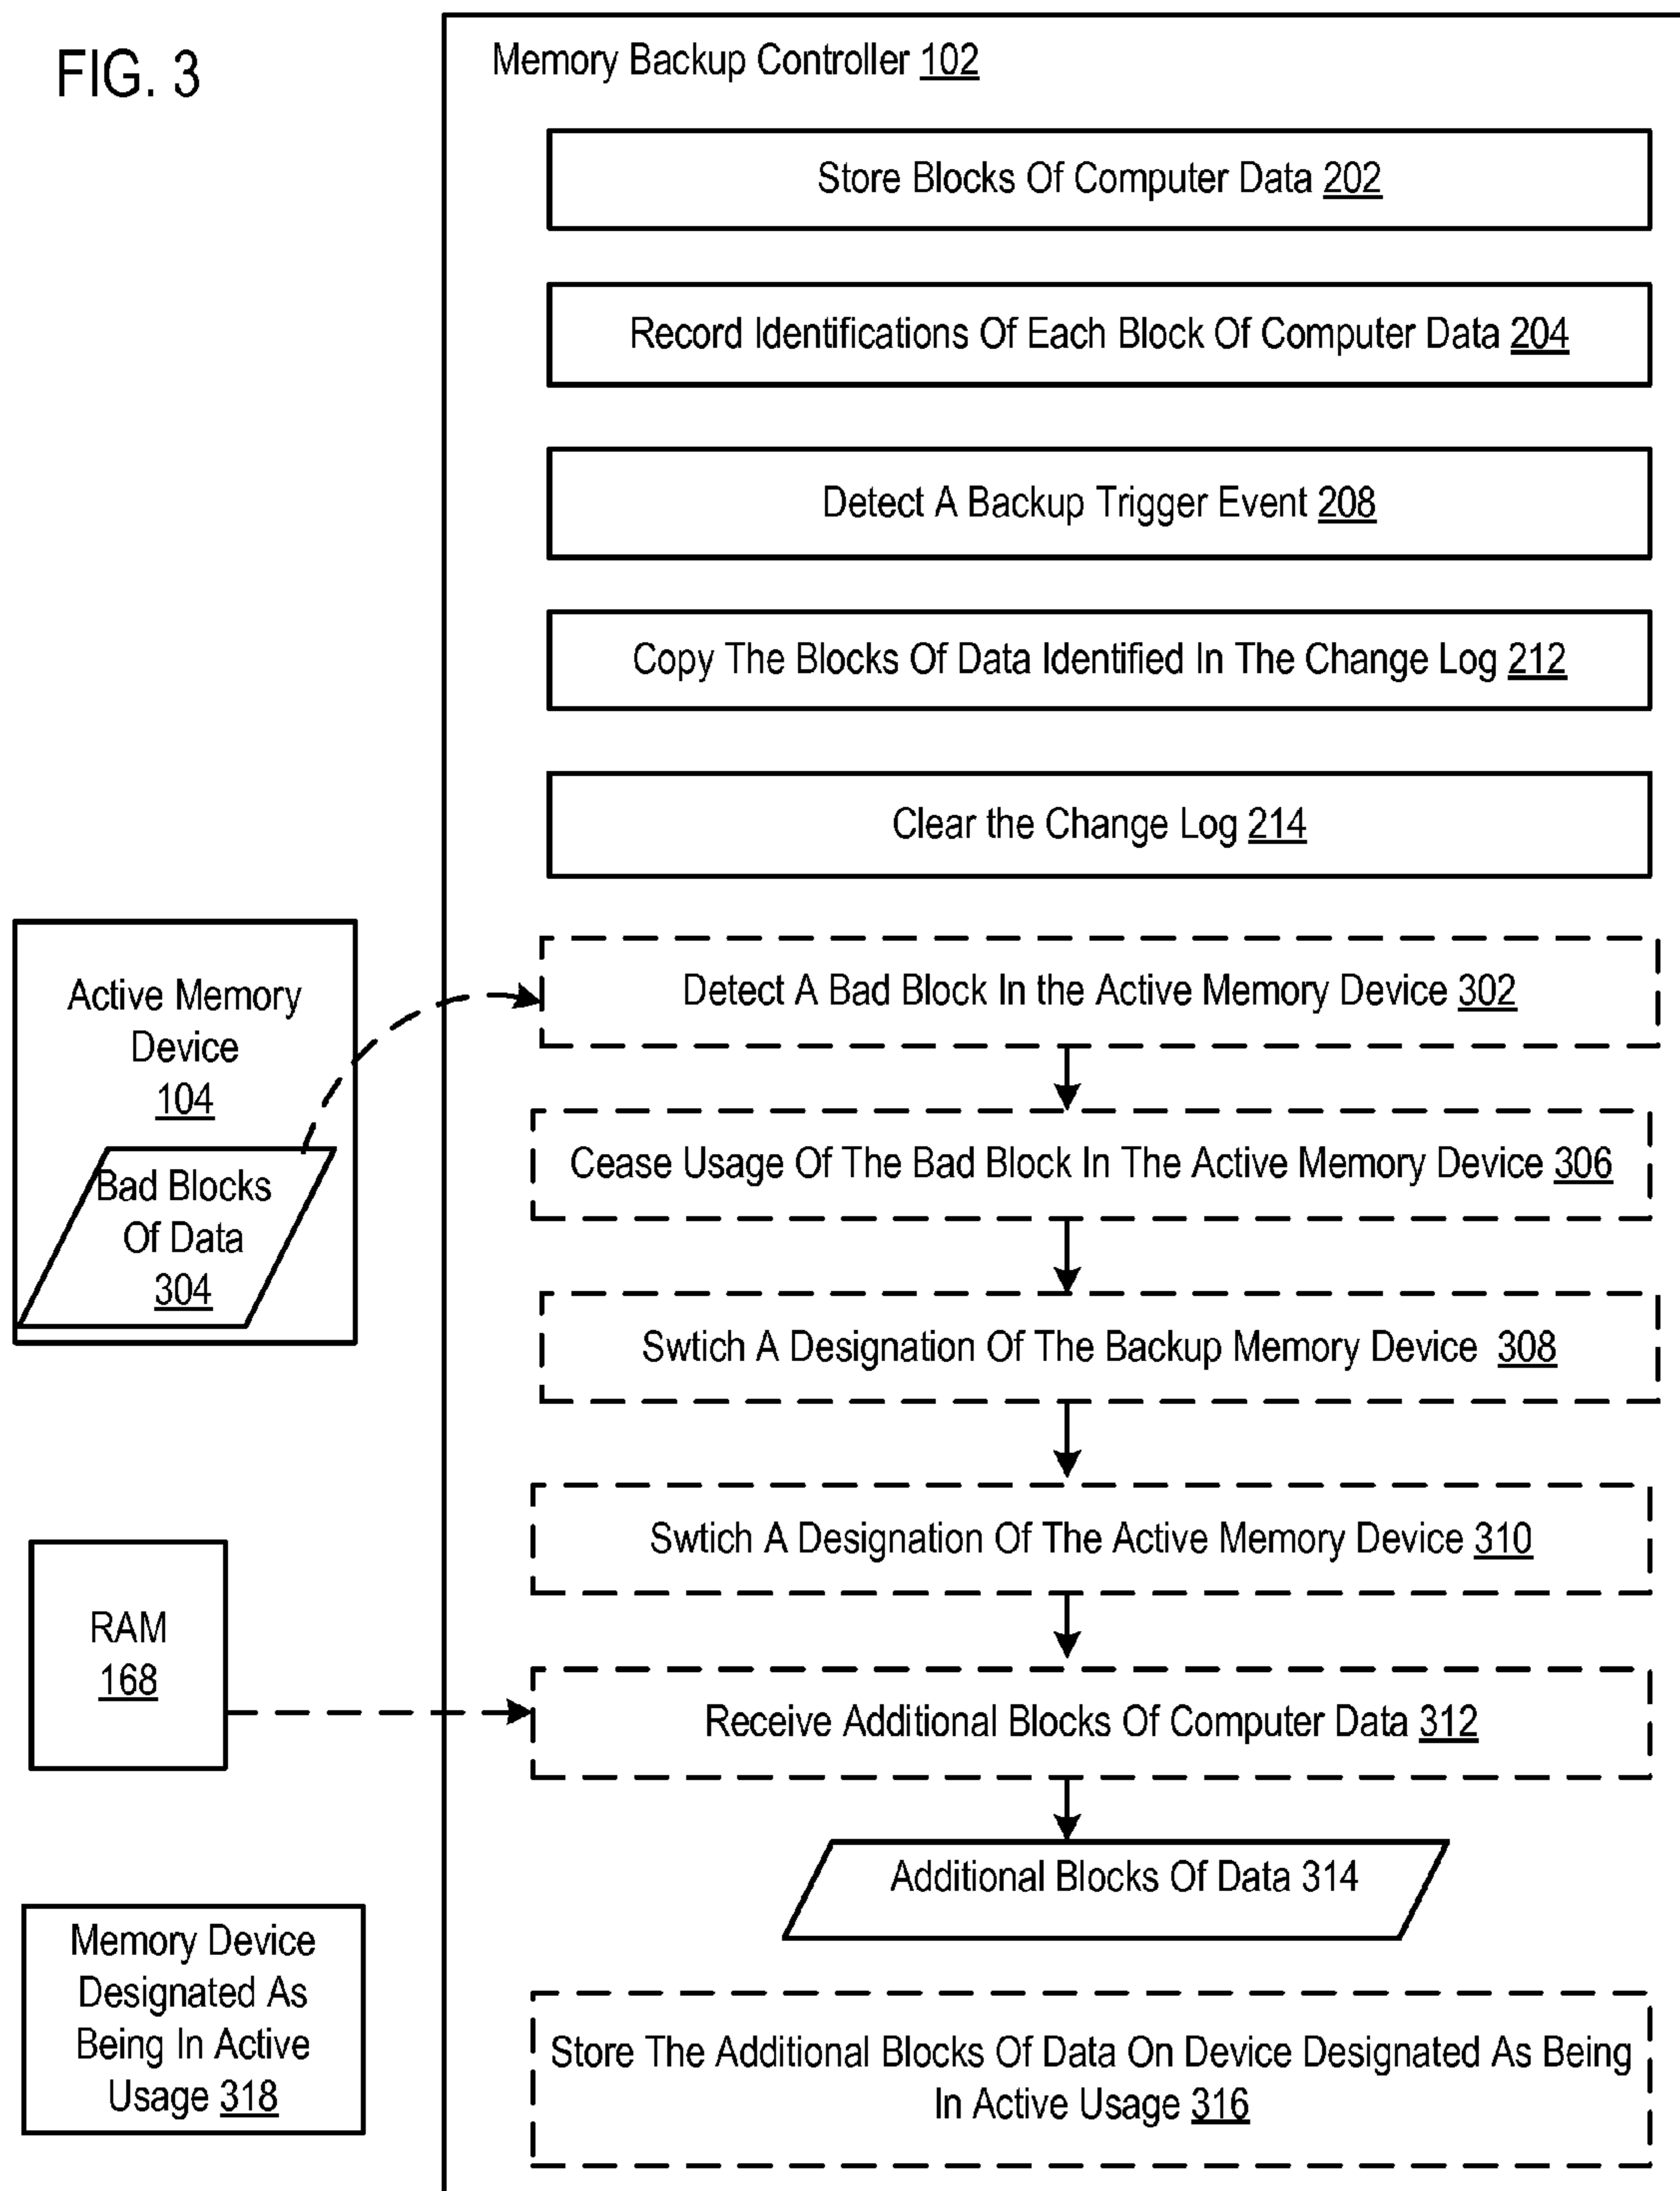 FIG. 3
Memory Backup Controller 102
Store Blocks Of Computer Data 202
Record Identifications Of Each Block Of Computer Data 204
Detect A Backup Trigger Event 208
Copy The Blocks Of Data Identified In The Change Log 212
Clear the Change Log 214
Active Memory
Device
104
Bad Blocks
Of Data
304
Detect A Bad Block In the Active Memory Device 302
Cease Usage Of The Bad Block In The Active Memory Device 306
Swtich A Designation Of The Backup Memory Device 308
Swtich A Designation Of The Active Memory Device 310
RAM
168
Receive Additional Blocks Of Computer Data 312
Additional Blocks Of Data 314
Memory Device
Designated As
Being In Active
Usage 318
Store The Additional Blocks Of Data On Device Designated As Being
In Active Usage 316